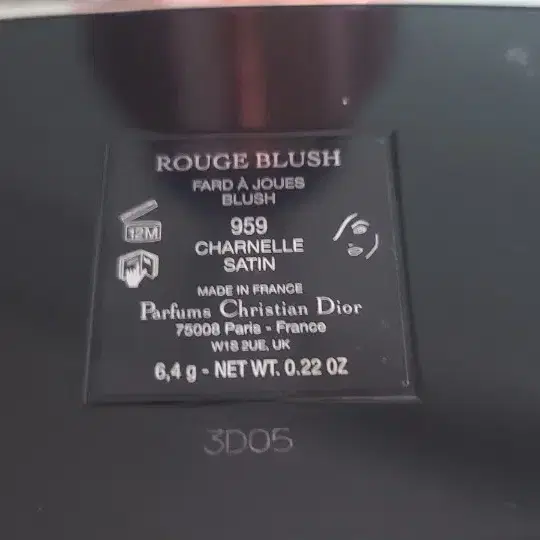 ROUGE BLUSH
FARD À JOUES
BLUSH
959
CHARNELLE
SATIN
12M
MADE IN FRANCE
Parfums Christian Dior
75008 Paris - France
W1S 2UE, UK
6,4 g - NET WT. 0.22 OZ
3D05